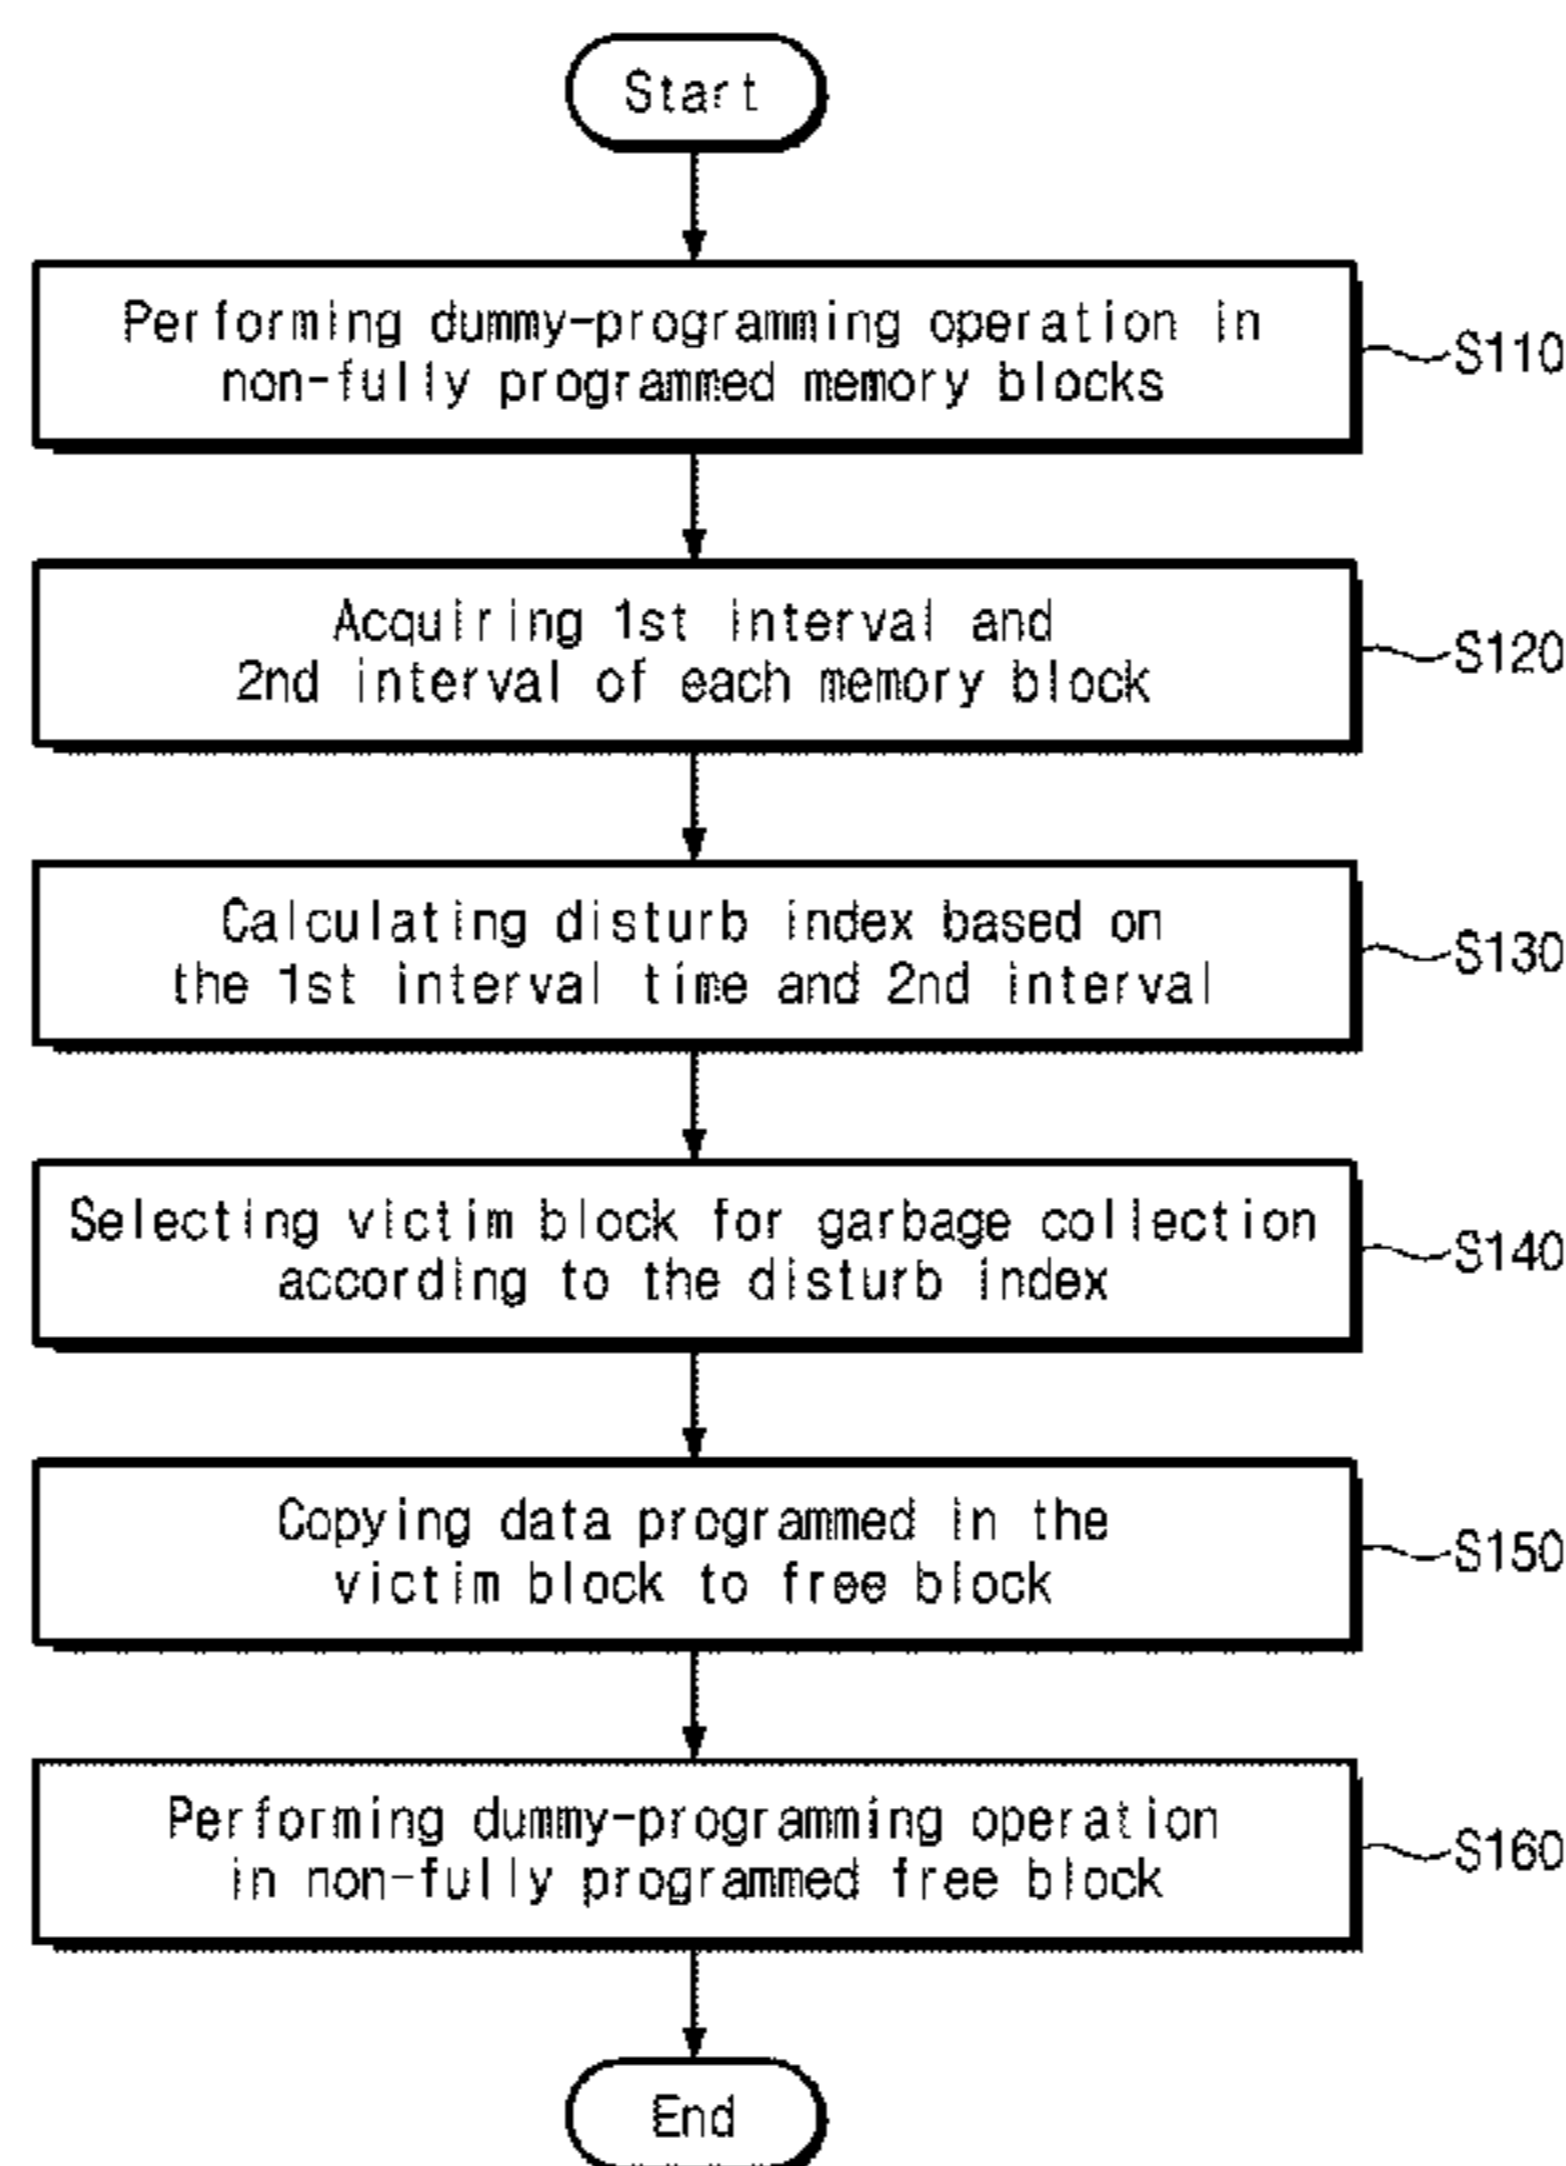 Start
Performing dummy-programming operation in
non-fully programmed memory blocks
S110
Acquiring 1st interval and
2nd interval of each memory block
S120
Calculating disturb index based on
the 1st interval time and 2nd interval
S130
Selecting victim block for garbage collection
according to the disturb index
S140
Copying data programmed in the
victim block to free block
S150
Performing dummy-programming operation
in non-fully programmed free block
S160
End